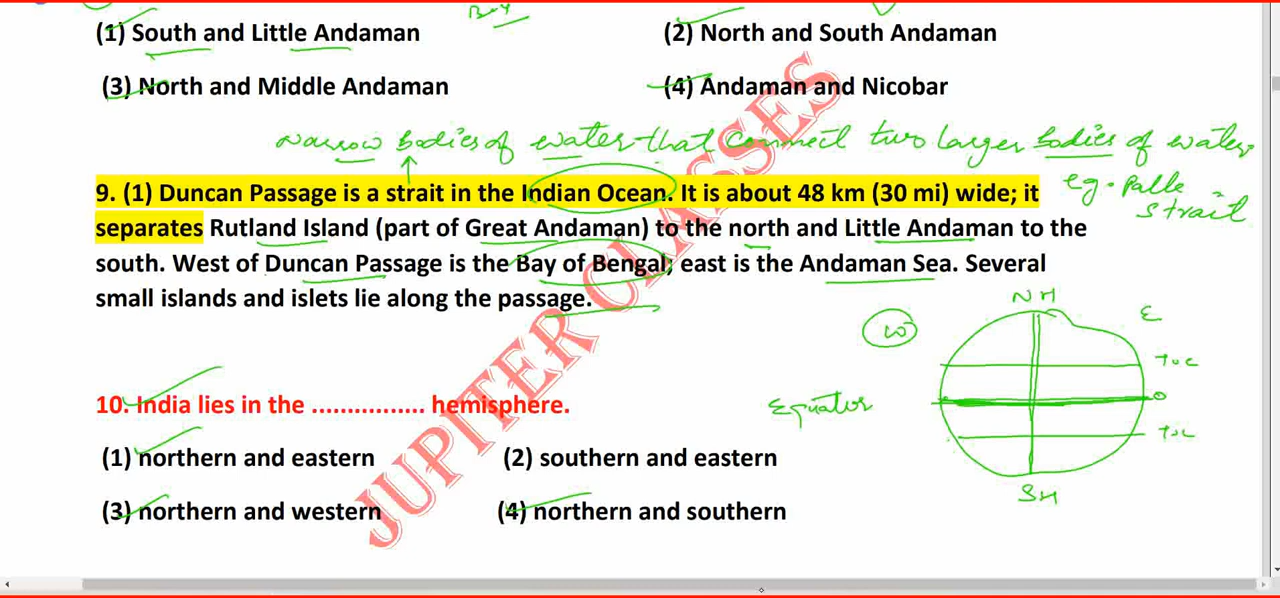 (1) South and Little Andaman
(2) North and South Andaman
(3) North and Middle Andaman
(4) Andaman and Nicobar
narrow bodies of water that connect two larger bodies of water.
eg. Palle strait
9. (1) Duncan Passage is a strait in the Indian Ocean. It is about 48 km (30 mi) wide; it
separates Rutland Island (part of Great Andaman) to the north and Little Andaman to the
south. West of Duncan Passage is the Bay of Bengal; east is the Andaman Sea. Several
small islands and islets lie along the passage.
NH
W
E
TOC
10. India lies in the ................ hemisphere.
Equator
0
TOC
(1) northern and eastern
(2) southern and eastern
SH
(3) northern and western
(4) northern and southern
JUPITER CLASSES